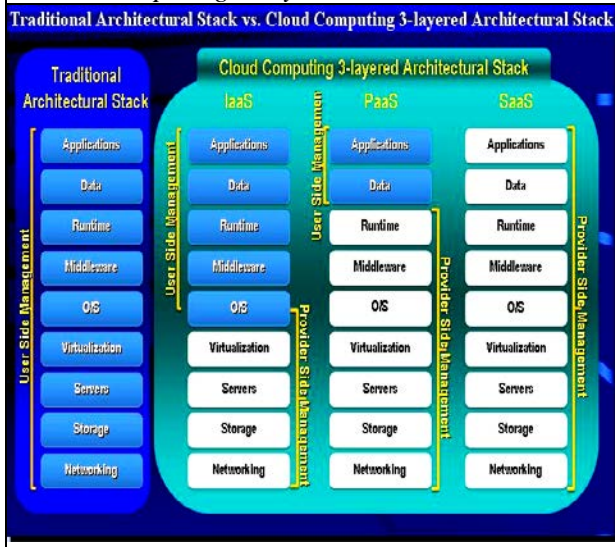 Traditional Architectural Stack vs. Cloud Computing 3-layered Architectural Stack
Traditional
Architectural Stack
User Side Management
Applications
Data
Runtime
Middleware
O/S
Virtualization
Servers
Storage
Networking
Cloud Computing 3-layered Architectural Stack
IaaS
User Side Management
Applications
Data
Runtime
Middleware
O/S
Virtualization
Servers
Storage
Networking
Provider Side Management
PaaS
User Side Management
Applications
Data
Runtime
Middleware
O/S
Virtualization
Servers
Storage
Networking
Provider Side Management
SaaS
Applications
Data
Runtime
Middleware
O/S
Virtualization
Servers
Storage
Networking
Provider Side Management